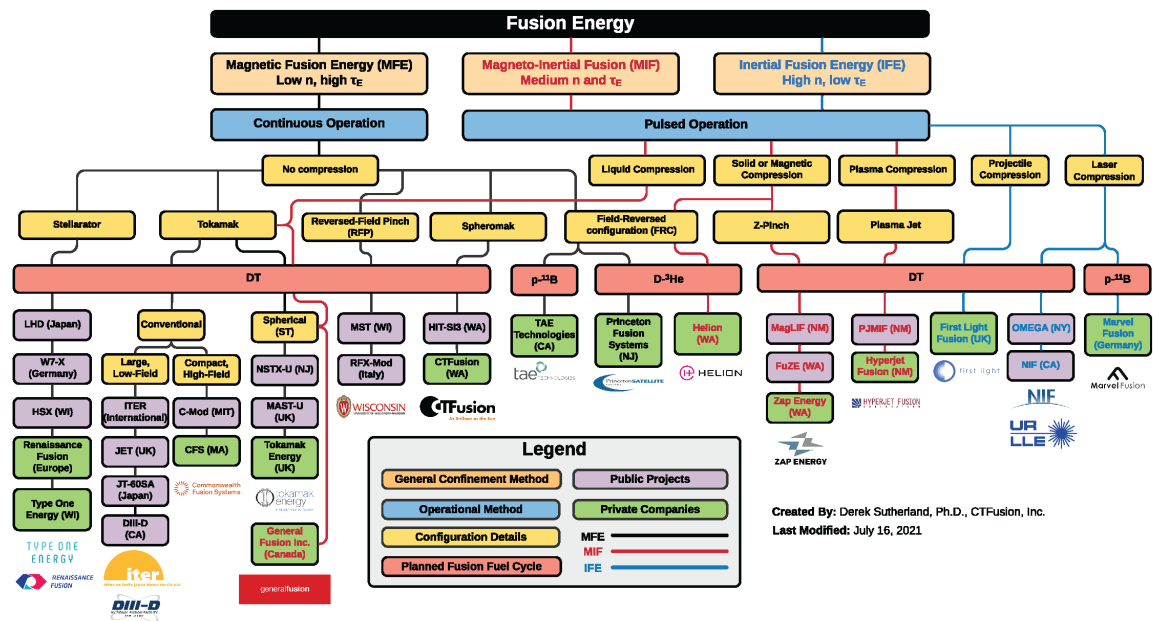 Fusion Energy
Magnetic Fusion Energy (MFE)
Low n, high τE
Magneto-Inertial Fusion (MIF)
Medium n and τE
Inertial Fusion Energy (IFE)
High n, low τE
Continuous Operation
Pulsed Operation
No compression
Liquid Compression
Solid or Magnetic
Compression
Plasma Compression
Projectile
Compression
Laser
Compression
Stellarator
Tokamak
Reversed-Field Pinch
(RFP)
Spheromak
Field-Reversed
configuration (FRC)
Z-Pinch
Plasma Jet
DT
p-11B
D-3He
DT
p-11B
LHD (Japan)
W7-X
(Germany)
HSX (WI)
Renaissance
Fusion
(Europe)
Type One
Energy (WI)
TYPE ONE
ENERGY
RENAISSANCE
FUSION
Conventional
Large,
Low-Field
ITER
(International)
JET (UK)
JT-60SA
(Japan)
DIII-D
(CA)
iter
DIII-D
Compact,
High-Field
C-Mod (MIT)
CFS (MA)
Commonwealth
Fusion Systems
Spherical
(ST)
NSTX-U (NJ)
MAST-U
(UK)
Tokamak
Energy
(UK)
tokamak
energy
General
Fusion Inc.
(Canada)
generalfusion
MST (WI)
RFX-Mod
(Italy)
WISCONSIN
HIT-SI3 (WA)
CTFusion
(WA)
CTFusion
TAE
Technologies
(CA)
tae TECHNOLOGIES
Princeton
Fusion
Systems
(NJ)
PrincetonSATELLITE
Helion
(WA)
HELION
MagLIF (NM)
FuZE (WA)
Zap Energy
(WA)
ZAP ENERGY
PJMIF (NM)
Hyperjet
Fusion (NM)
HYPERJET FUSION
First Light
Fusion (UK)
first light
OMEGA (NY)
NIF (CA)
NIF
UR
LLE
Marvel
Fusion
(Germany)
Marvel Fusion
Legend
General Confinement Method
Operational Method
Configuration Details
Planned Fusion Fuel Cycle
Public Projects
Private Companies
MFE
MIF
IFE
Created By: Derek Sutherland, Ph.D., CTFusion, Inc.
Last Modified: July 16, 2021